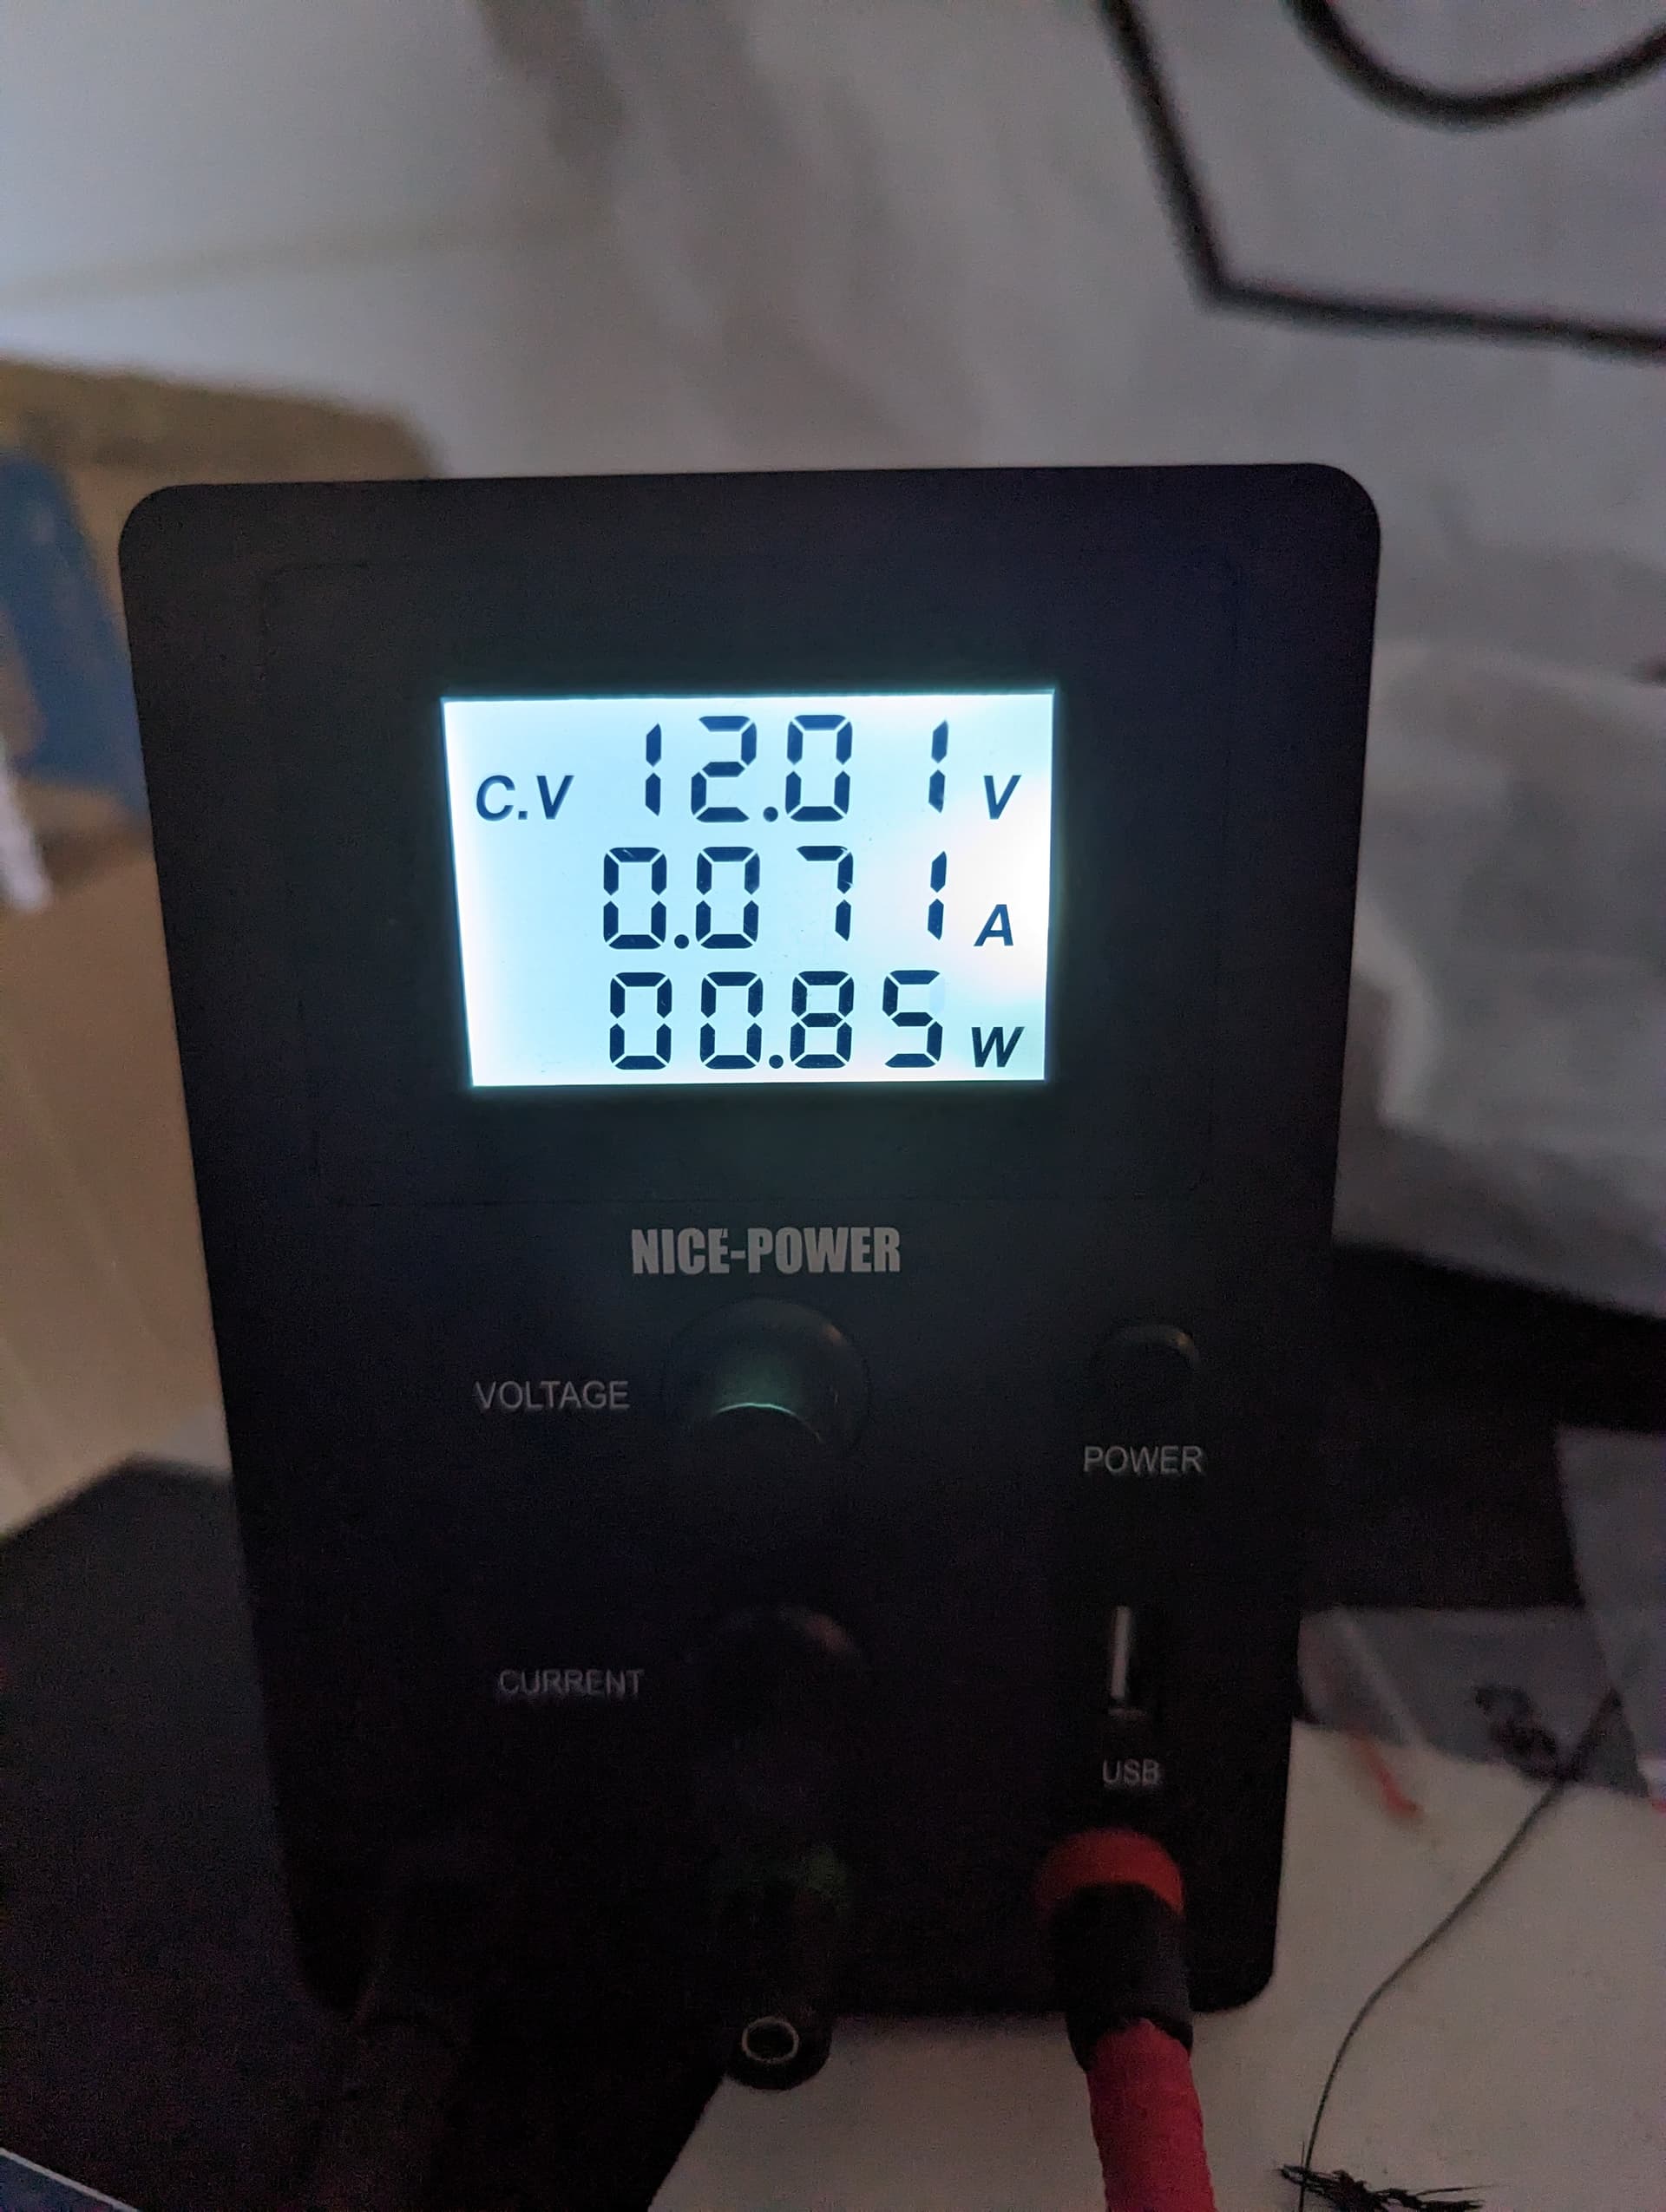 C.V 12.01 V
0.071 A
00.85 W
NICE-POWER
VOLTAGE
POWER
CURRENT
USB